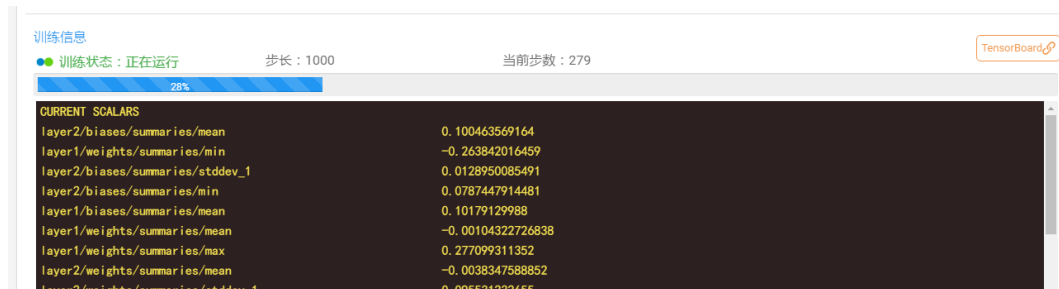 训练信息
TensorBoard
训练状态：正在运行 步长：1000 当前步数：279
28%
CURRENT SCALARS
layer2/biases/summaries/mean 0.100463569164
layer1/weights/summaries/min -0.263842016459
layer2/biases/summaries/stddev_1 0.0128950085491
layer2/biases/summaries/min 0.0787447914481
layer1/biases/summaries/mean 0.10179129988
layer1/weights/summaries/mean -0.00104322726838
layer1/weights/summaries/max 0.277099311352
layer2/weights/summaries/mean -0.0038347588852